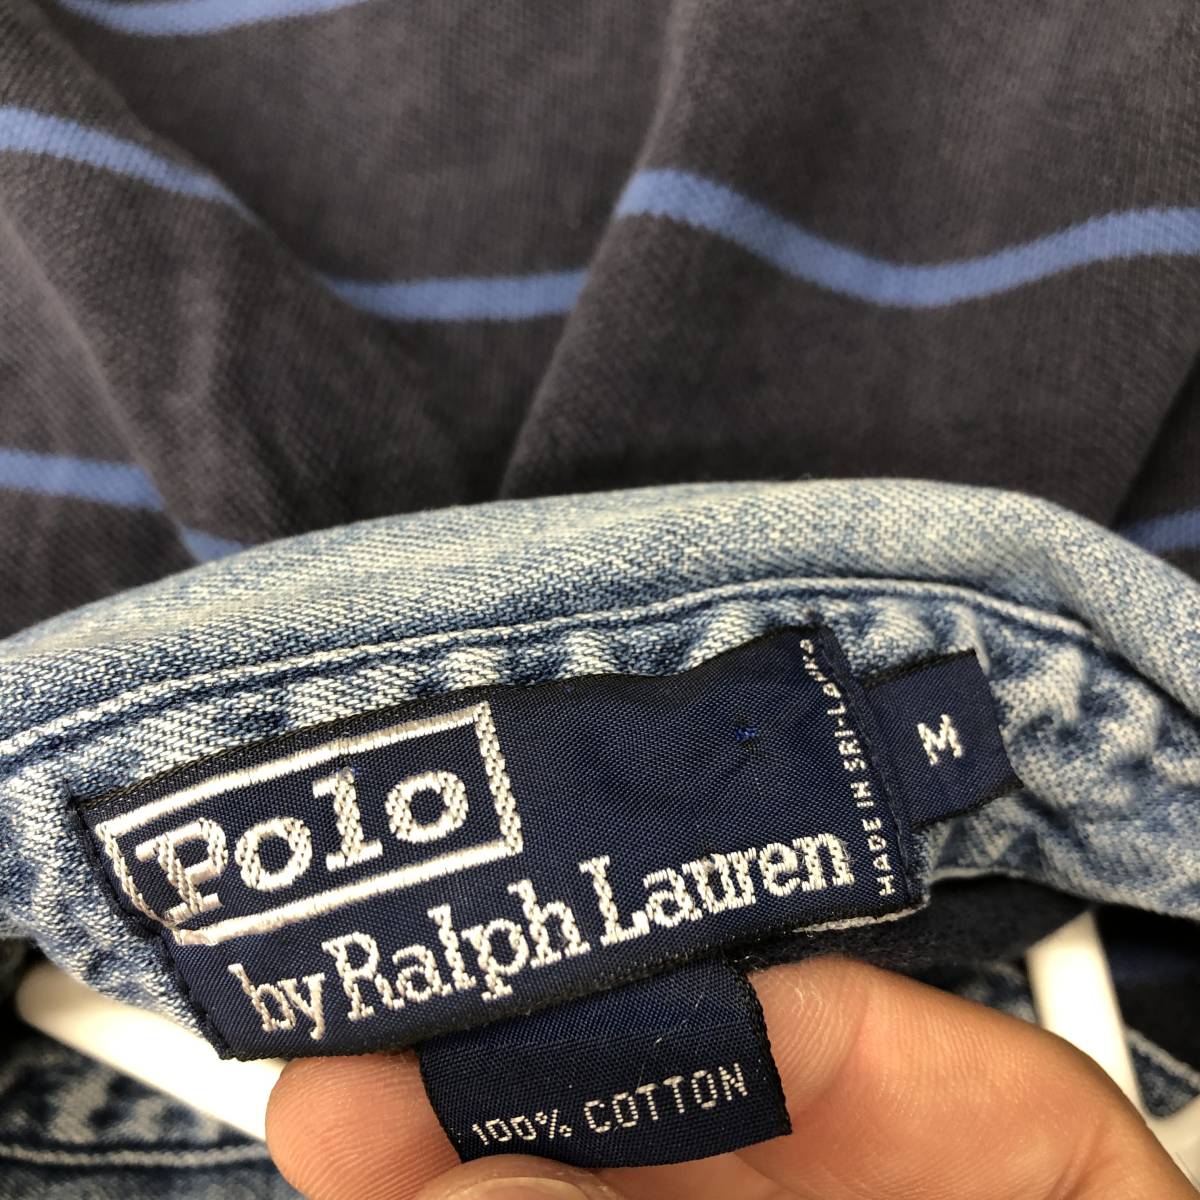 Polo
by Ralph Lauren
MADE IN SRI-LANKA
M
100% COTTON